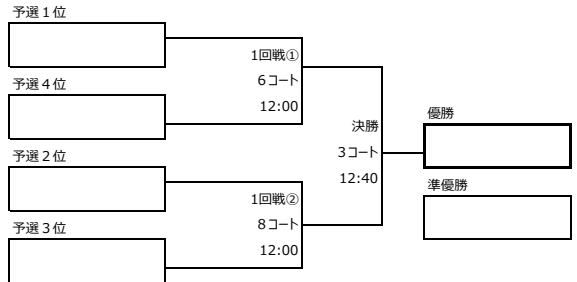 予選１位
1回戦①
6コート
12:00
予選４位
決勝
3コート
12:40
優勝
準優勝
予選２位
1回戦②
8コート
12:00
予選３位